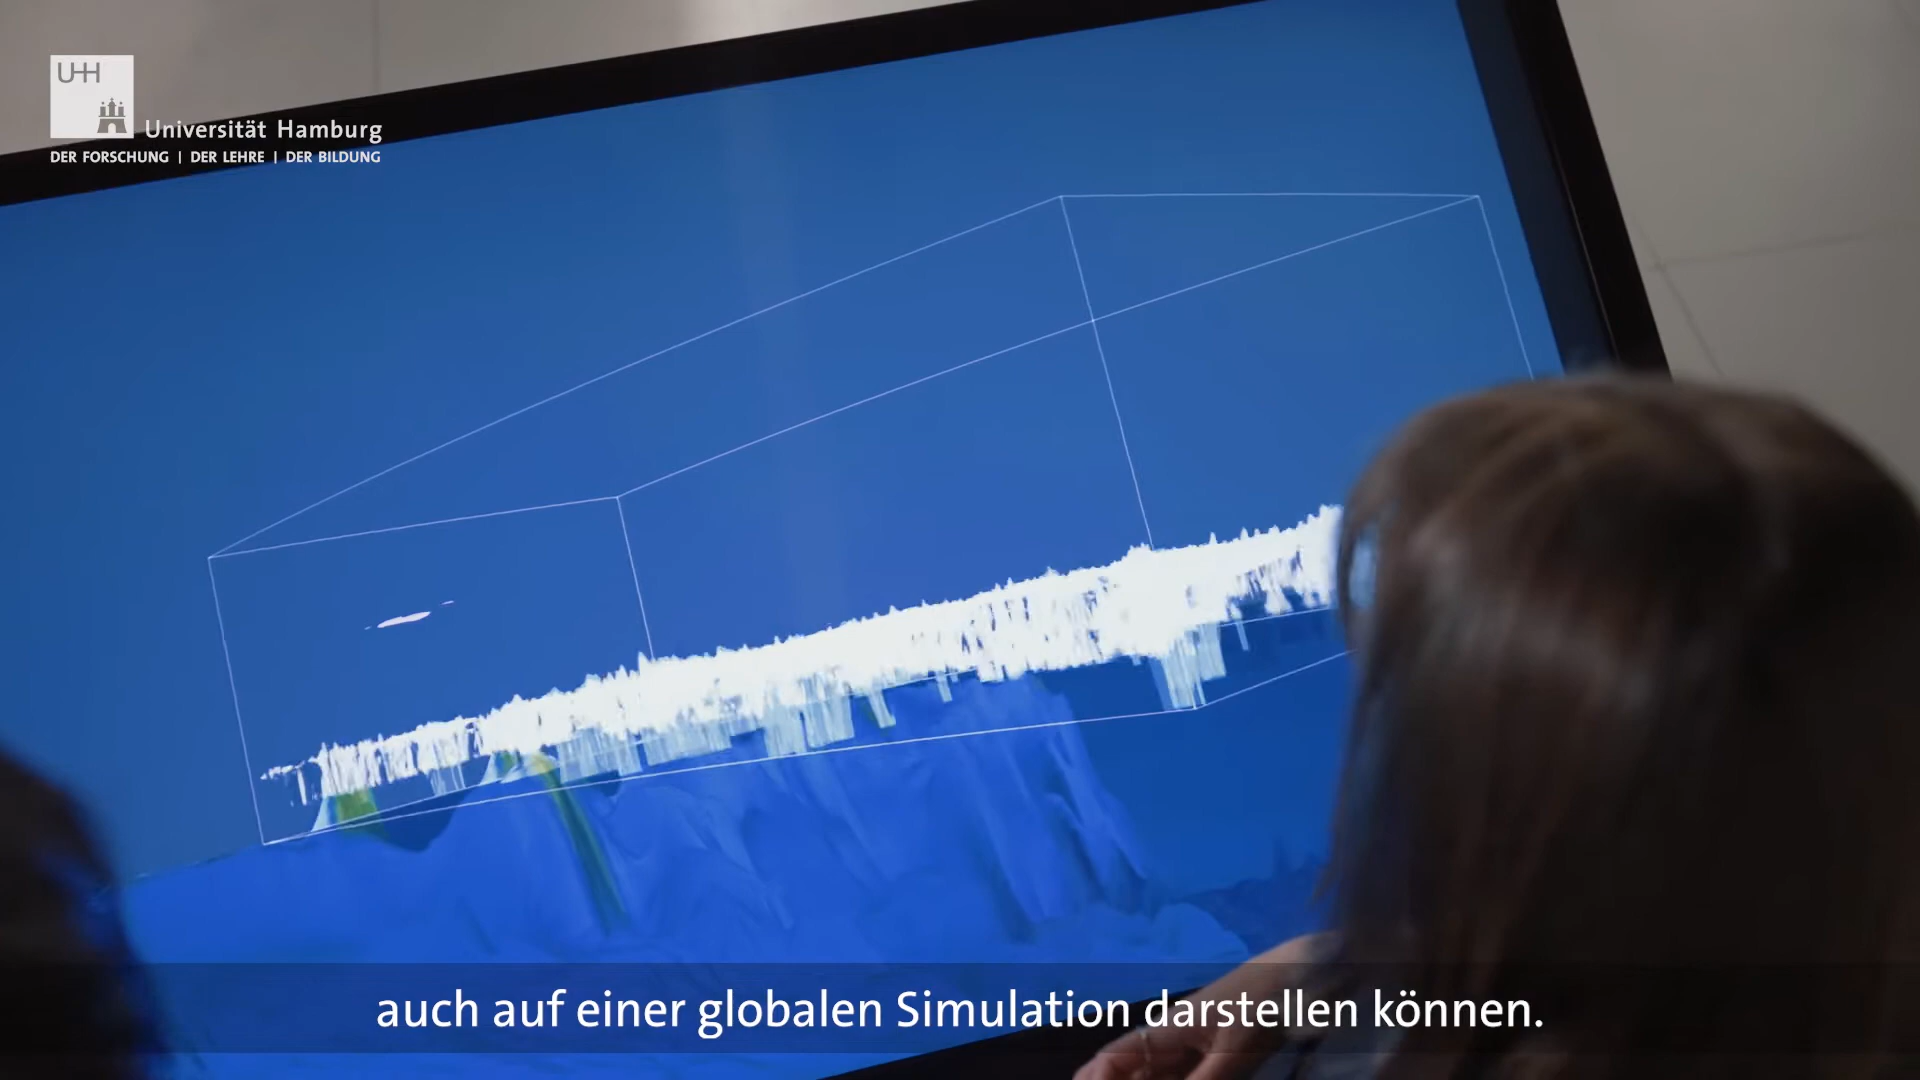 UHH
Universität Hamburg
DER FORSCHUNG | DER LEHRE | DER BILDUNG
auch auf einer globalen Simulation darstellen können.